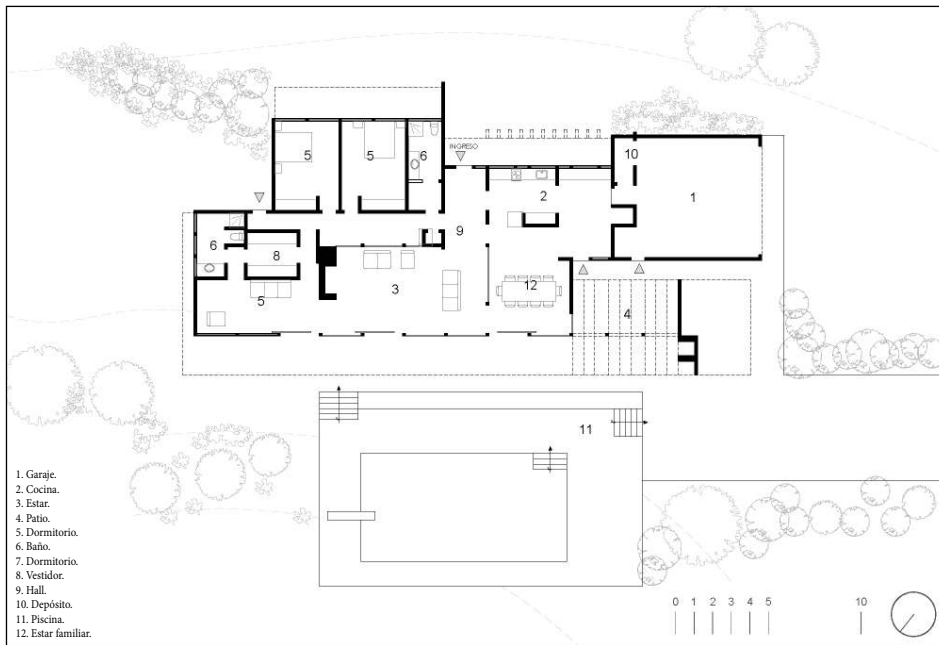 10
5
5
6
INGRESO
2
1
9
6
8
5
3
12
4
11
1. Garaje.
2. Cocina.
3. Estar.
4. Patio.
5. Dormitorio.
6. Baño.
7. Dormitorio.
8. Vestidor.
9. Hall.
10. Depósito.
11. Piscina.
12. Estar familiar.
0 1 2 3 4 5 10